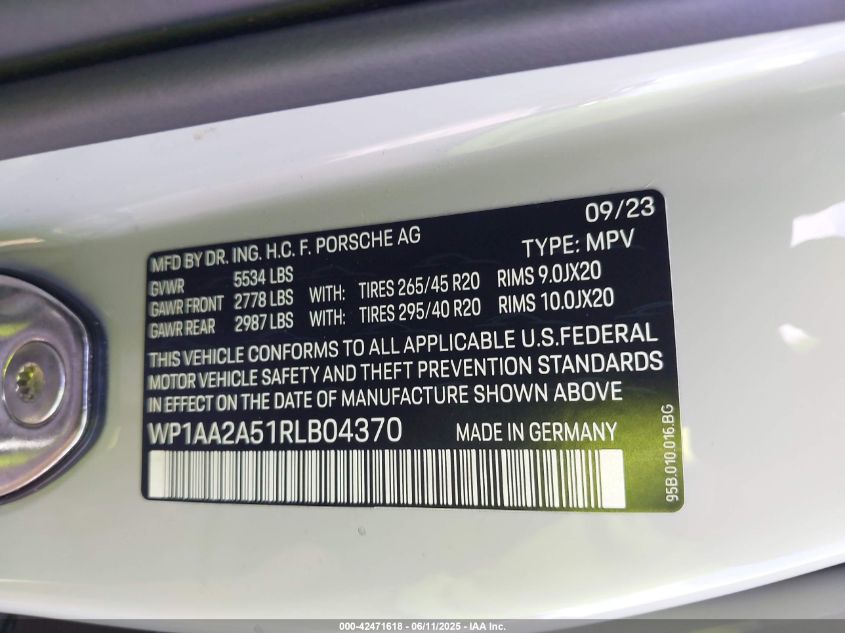 09/23
MFD BY DR. ING. H.C. F. PORSCHE AG TYPE: MPV
GVWR 5534 LBS
GAWR FRONT 2778 LBS WITH: TIRES 265/45 R20 RIMS 9.0JX20
GAWR REAR 2987 LBS WITH: TIRES 295/40 R20 RIMS 10.0JX20
THIS VEHICLE CONFORMS TO ALL APPLICABLE U.S.FEDERAL
MOTOR VEHICLE SAFETY AND THEFT PREVENTION STANDARDS
IN EFFECT ON THE DATE OF MANUFACTURE SHOWN ABOVE
WP1AA2A51RLB04370 MADE IN GERMANY
95B.010.016.BG
000-42471618 - 06/11/2025 - IAA Inc.